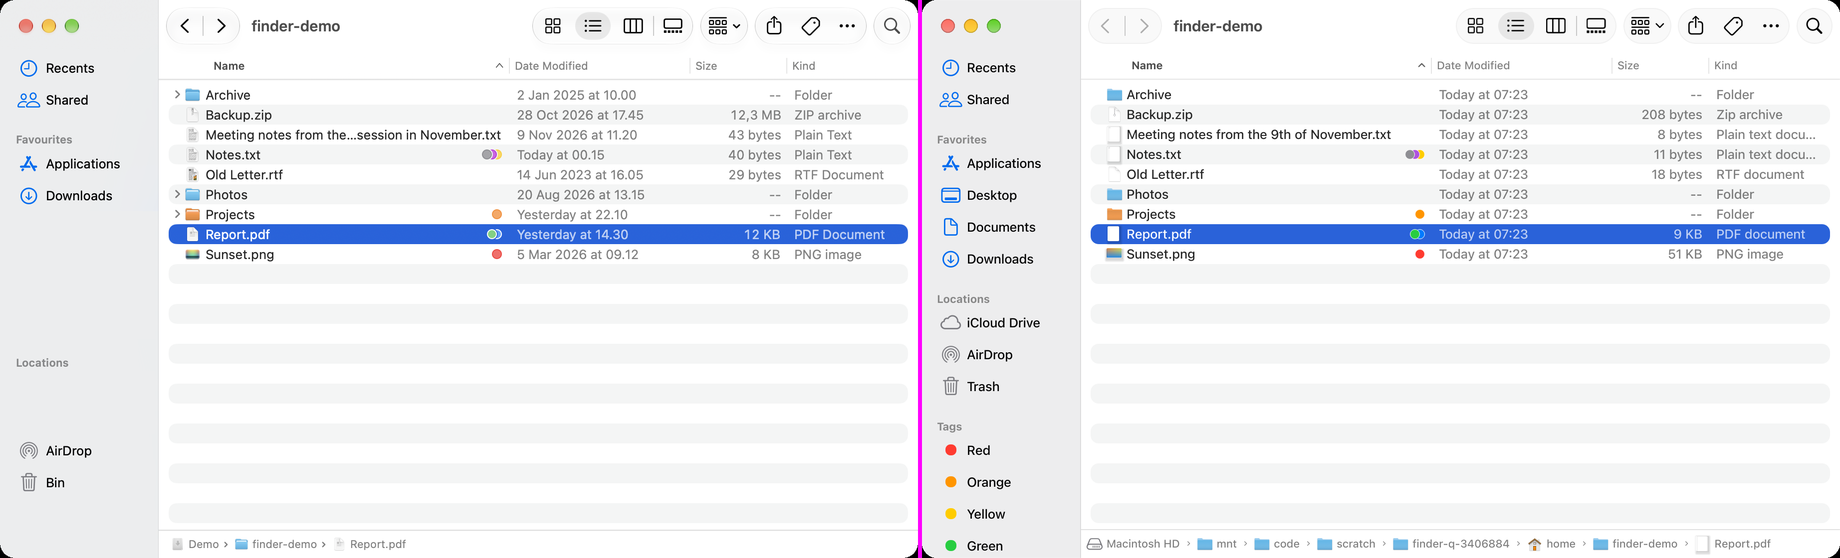 finder-demo
Recents
Shared
Favourites
Applications
Downloads
Locations
AirDrop
Bin
Name Date Modified Size Kind
Archive 2 Jan 2025 at 10.00 -- Folder
Backup.zip 28 Oct 2026 at 17.45 12,3 MB ZIP archive
Meeting notes from the...session in November.txt 9 Nov 2026 at 11.20 43 bytes Plain Text
Notes.txt Today at 00.15 40 bytes Plain Text
Old Letter.rtf 14 Jun 2023 at 16.05 29 bytes RTF Document
Photos 20 Aug 2026 at 13.15 -- Folder
Projects Yesterday at 22.10 -- Folder
Report.pdf Yesterday at 14.30 12 KB PDF Document
Sunset.png 5 Mar 2026 at 09.12 8 KB PNG image
Demo › finder-demo › Report.pdf
finder-demo
Recents
Shared
Favorites
Applications
Desktop
Documents
Downloads
Locations
iCloud Drive
AirDrop
Trash
Tags
Red
Orange
Yellow
Green
Name Date Modified Size Kind
Archive Today at 07:23 -- Folder
Backup.zip Today at 07:23 208 bytes Zip archive
Meeting notes from the 9th of November.txt Today at 07:23 8 bytes Plain text docu...
Notes.txt Today at 07:23 11 bytes Plain text docu...
Old Letter.rtf Today at 07:23 18 bytes RTF document
Photos Today at 07:23 -- Folder
Projects Today at 07:23 -- Folder
Report.pdf Today at 07:23 9 KB PDF document
Sunset.png Today at 07:23 51 KB PNG image
Macintosh HD › mnt › code › scratch › finder-q-3406884 › home › finder-demo › Report.pdf